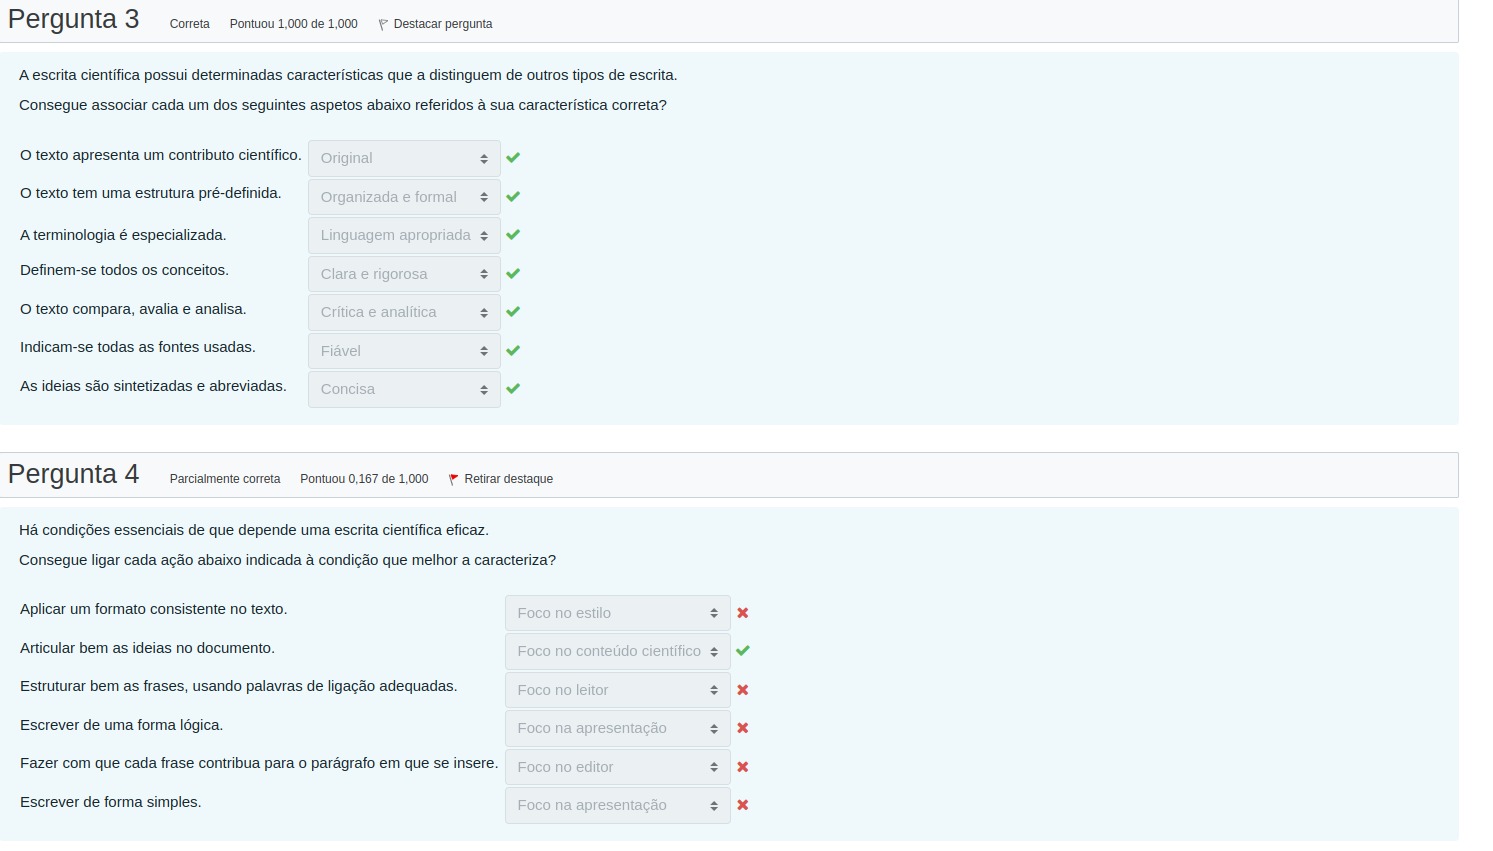 Pergunta 3 Correta Pontuou 1,000 de 1,000 Destacar pergunta
A escrita científica possui determinadas características que a distinguem de outros tipos de escrita.
Consegue associar cada um dos seguintes aspetos abaixo referidos à sua característica correta?
O texto apresenta um contributo científico. Original
O texto tem uma estrutura pré-definida. Organizada e formal
A terminologia é especializada. Linguagem apropriada
Definem-se todos os conceitos. Clara e rigorosa
O texto compara, avalia e analisa. Crítica e analítica
Indicam-se todas as fontes usadas. Fiável
As ideias são sintetizadas e abreviadas. Concisa
Pergunta 4 Parcialmente correta Pontuou 0,167 de 1,000 Retirar destaque
Há condições essenciais de que depende uma escrita científica eficaz.
Consegue ligar cada ação abaixo indicada à condição que melhor a caracteriza?
Aplicar um formato consistente no texto. Foco no estilo
Articular bem as ideias no documento. Foco no conteúdo científico
Estruturar bem as frases, usando palavras de ligação adequadas. Foco no leitor
Escrever de uma forma lógica. Foco na apresentação
Fazer com que cada frase contribua para o parágrafo em que se insere. Foco no editor
Escrever de forma simples. Foco na apresentação